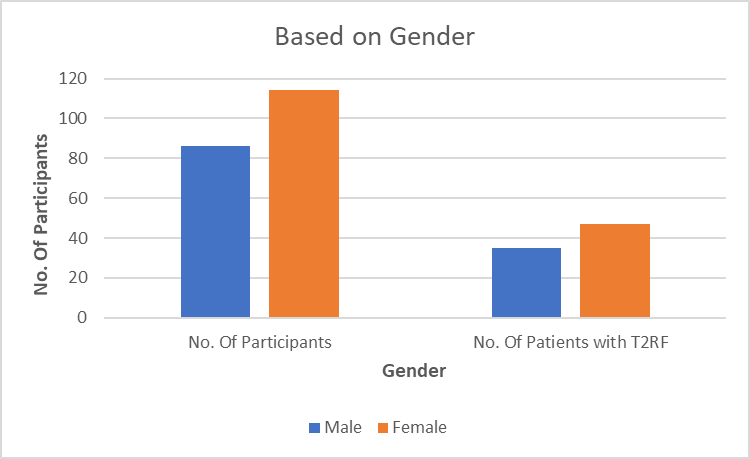 Based on Gender
No. Of Participants
120
100
80
60
40
20
0
No. Of Participants
No. Of Patients with T2RF
Gender
Male
Female